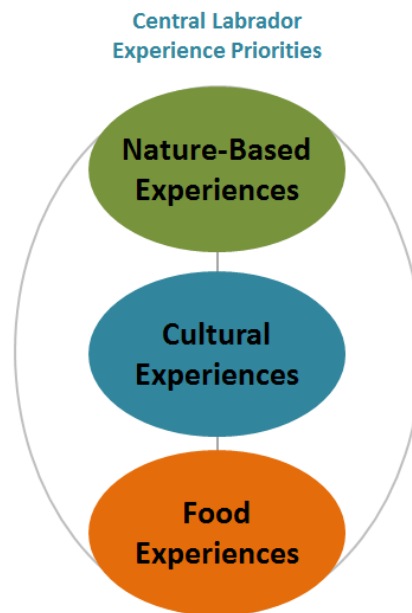 Central Labrador
Experience Priorities
Nature-Based
Experiences
Cultural
Experiences
Food
Experiences